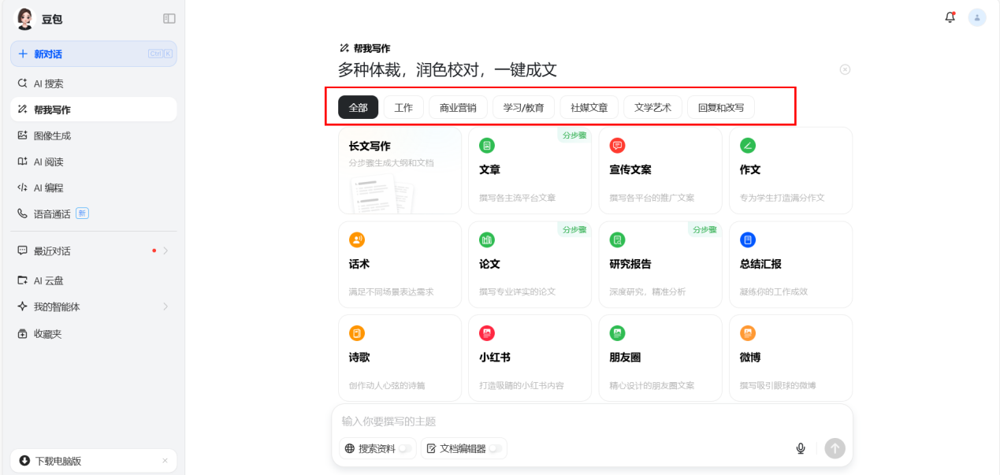 豆包
新对话
Ctrl K
AI 搜索
帮我写作
图像生成
AI 阅读
AI 编程
语音通话 新
最近对话
AI 云盘
我的智能体
收藏夹
下载电脑版
帮我写作
多种体裁，润色校对，一键成文
全部 工作 商业营销 学习/教育 社媒文章 文学艺术 回复和改写
长文写作
分步骤生成大纲和文档
分步骤
文章
撰写各主流平台文章
宣传文案
撰写各平台的推广文案
作文
专为学生打造满分作文
话术
满足不同场景表达需求
分步骤
论文
撰写专业详实的论文
分步骤
研究报告
深度研究、精准分析
总结汇报
凝练你的工作成效
诗歌
创作动人心弦的诗篇
小红书
打造吸睛的小红书内容
朋友圈
精心设计的朋友圈文案
微博
撰写吸引眼球的微博
输入你要撰写的主题
搜索资料 文档编辑器